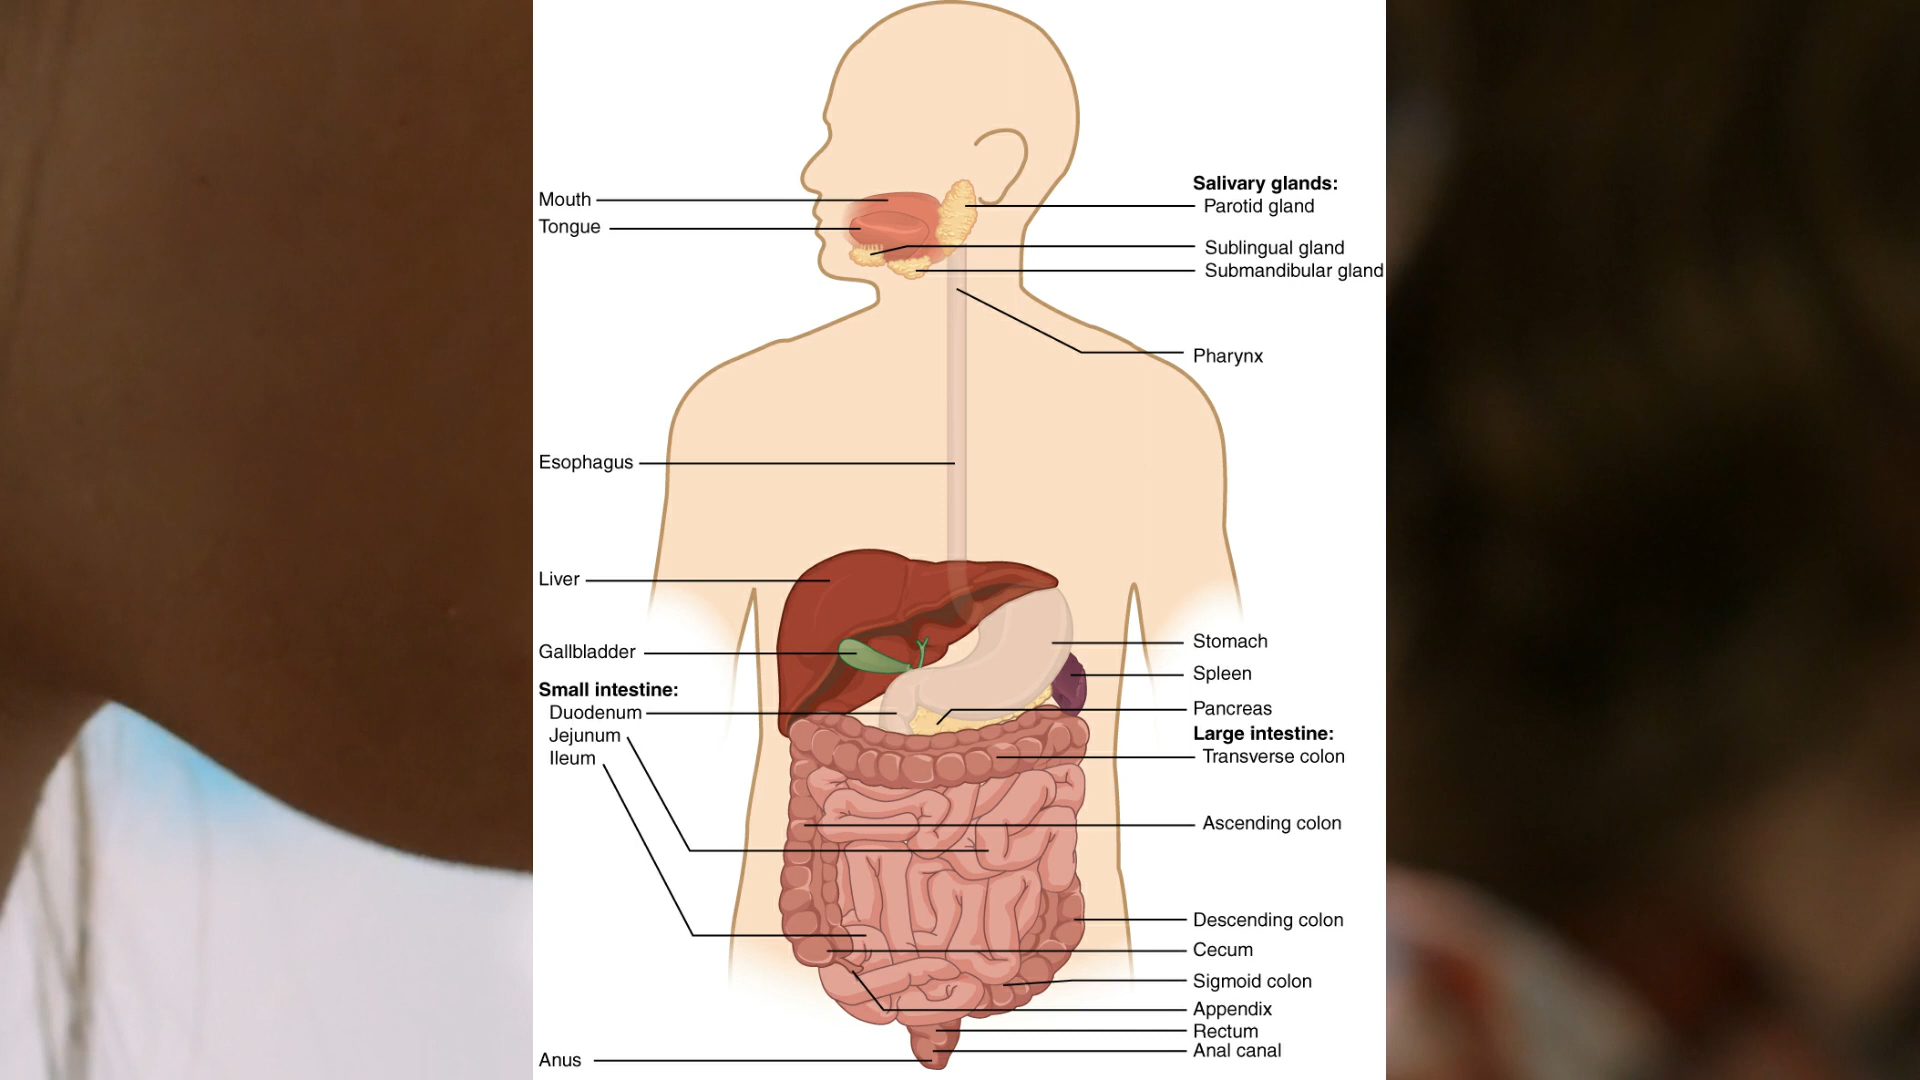 Mouth
Tongue
Esophagus
Liver
Gallbladder
Small intestine:
Duodenum
Jejunum
Ileum
Anus
Salivary glands:
Parotid gland
Sublingual gland
Submandibular gland
Pharynx
Stomach
Spleen
Pancreas
Large intestine:
Transverse colon
Ascending colon
Descending colon
Cecum
Sigmoid colon
Appendix
Rectum
Anal canal